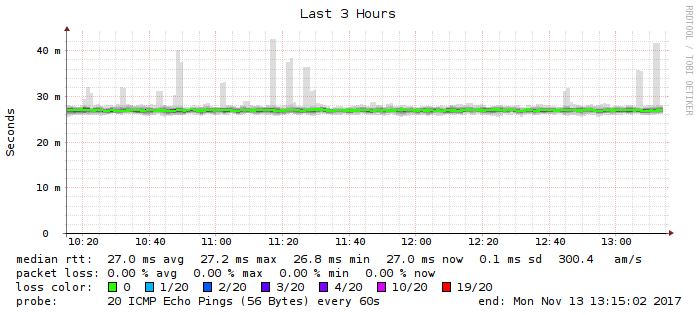 Last 3 Hours
RRDTOOL / TOBI OETIKER
Seconds
40 m
30 m
20 m
10 m
0
10:20 10:40 11:00 11:20 11:40 12:00 12:20 12:40 13:00
median rtt: 27.0 ms avg 27.2 ms max 26.8 ms min 27.0 ms now 0.1 ms sd 300.4 am/s
packet loss: 0.00 % avg 0.00 % max 0.00 % min 0.00 % now
loss color: 0 1/20 2/20 3/20 4/20 10/20 19/20
probe: 20 ICMP Echo Pings (56 Bytes) every 60s end: Mon Nov 13 13:15:02 2017